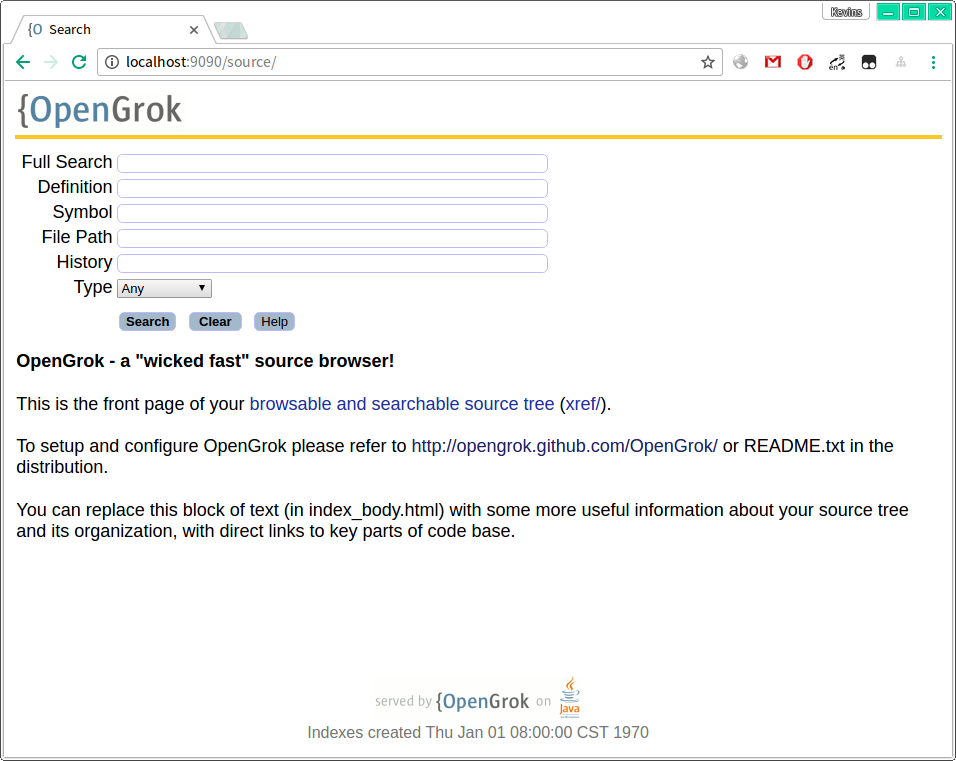 Kevins
{O Search
localhost:9090/source/
{OpenGrok
Full Search
Definition
Symbol
File Path
History
Type Any
Search Clear Help
OpenGrok - a "wicked fast" source browser!
This is the front page of your browsable and searchable source tree (xref/).
To setup and configure OpenGrok please refer to http://opengrok.github.com/OpenGrok/ or README.txt in the
distribution.
You can replace this block of text (in index_body.html) with some more useful information about your source tree
and its organization, with direct links to key parts of code base.
served by {OpenGrok on Java
Indexes created Thu Jan 01 08:00:00 CST 1970